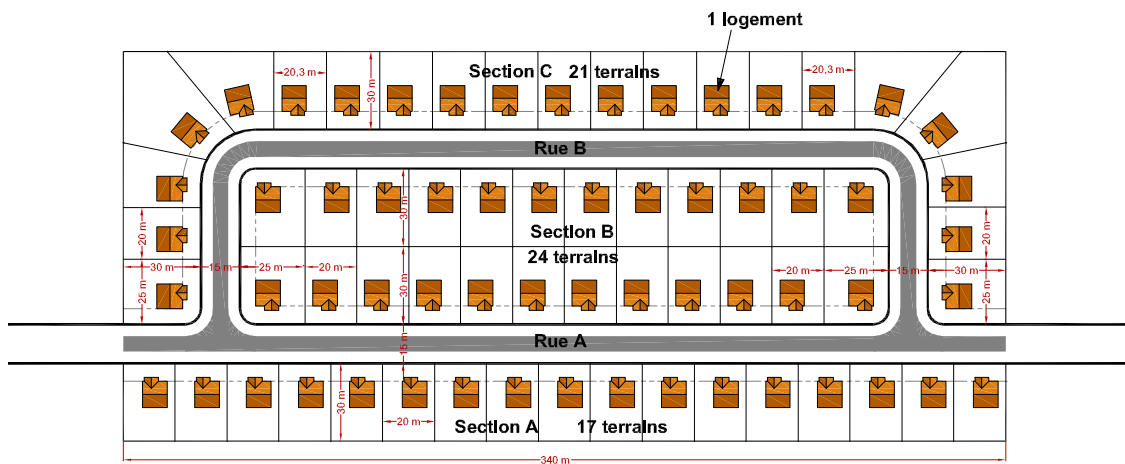 1 logement
20,3 m
30 m
Section C 21 terrains
20,3 m
Rue B
30 m
Section B
24 terrains
20 m
20 m
30 m
15 m
25 m
20 m
30 m
20 m
25 m
15 m
30 m
25 m
25 m
Rue A
15 m
30 m
20 m
Section A 17 terrains
340 m